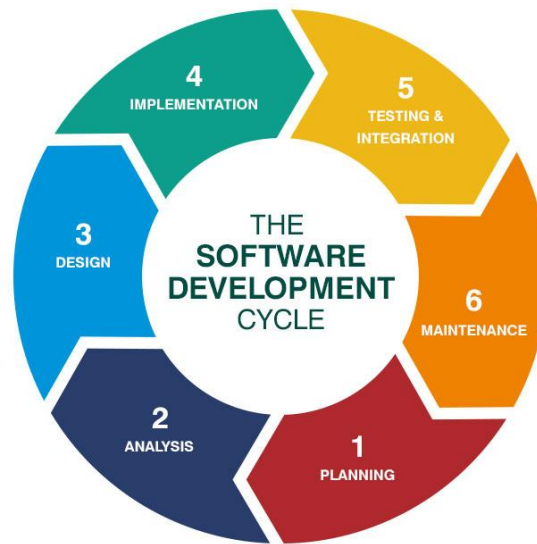 THE
SOFTWARE
DEVELOPMENT
CYCLE
1
PLANNING
2
ANALYSIS
3
DESIGN
4
IMPLEMENTATION
5
TESTING &
INTEGRATION
6
MAINTENANCE